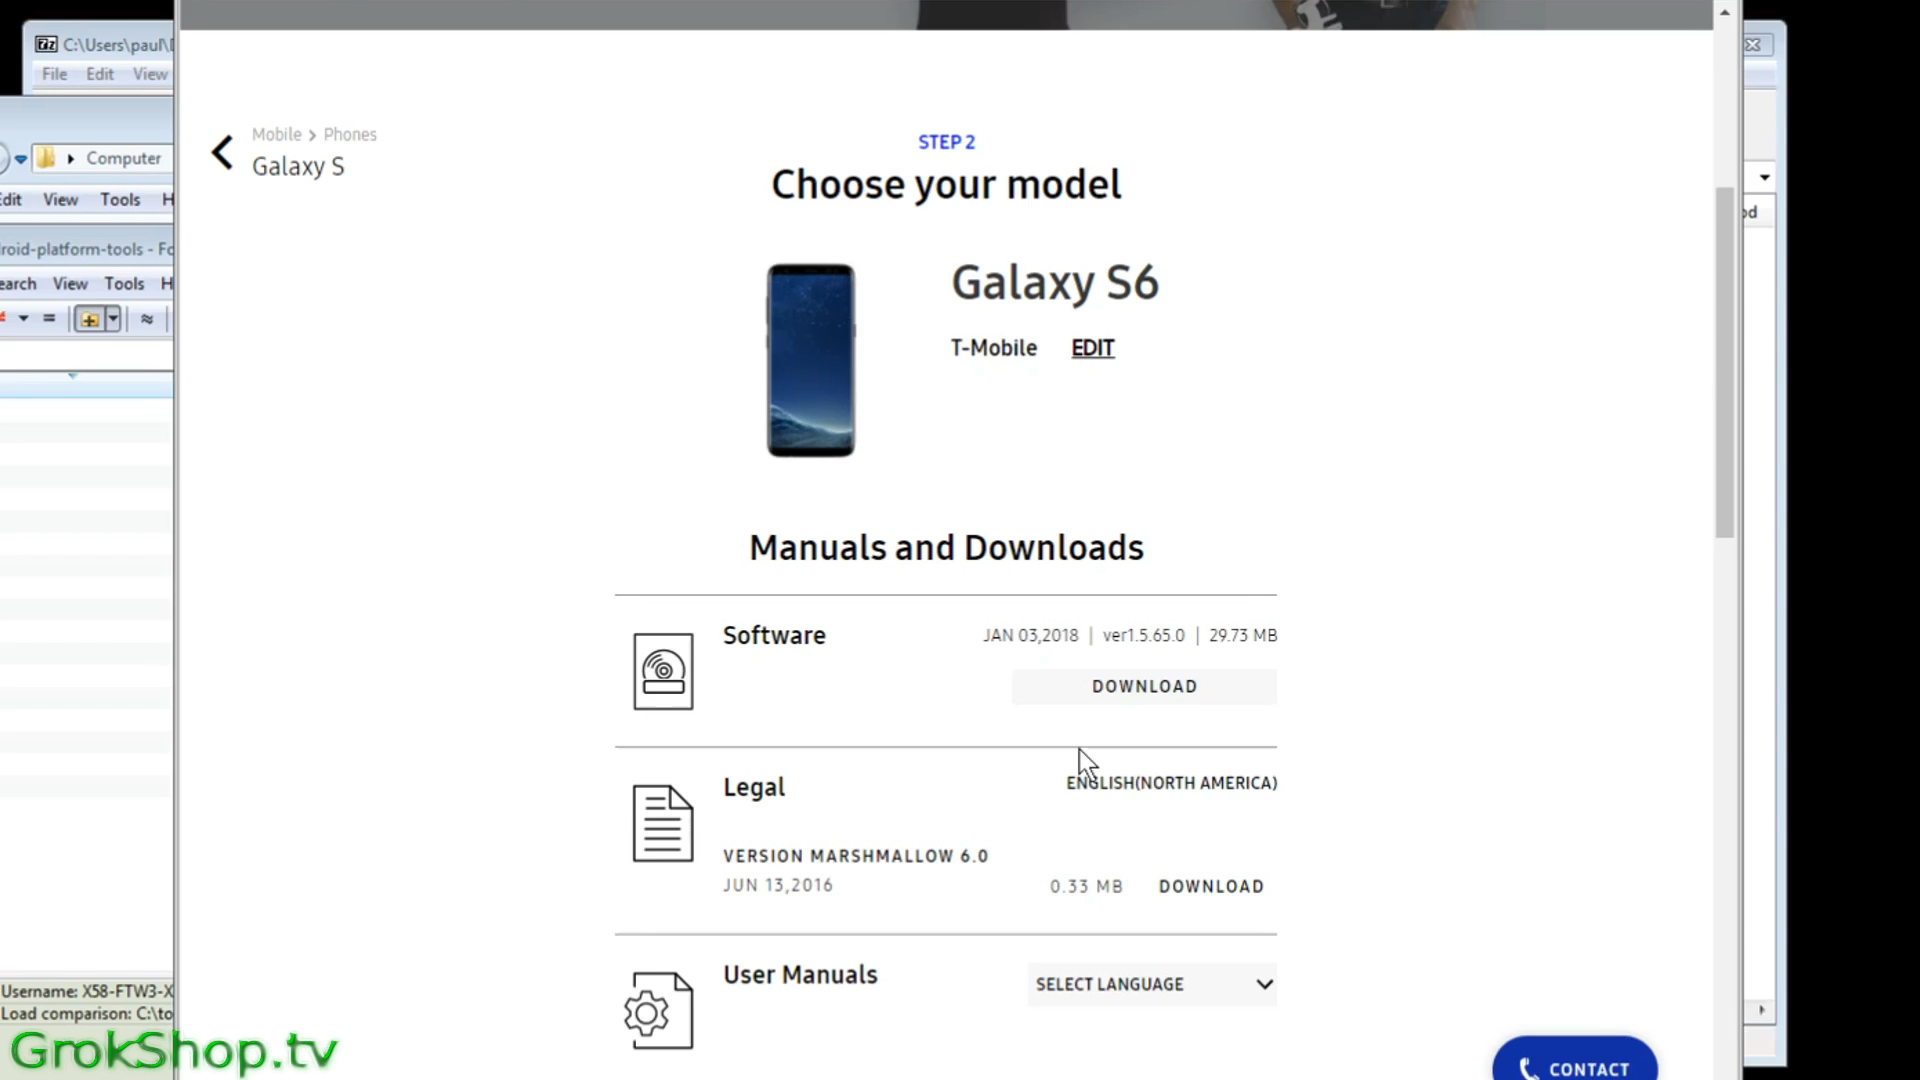 C:\Users\paul\
File Edit View
Computer
Edit View Tools H
roid-platform-tools - Fo
earch View Tools H
Mobile > Phones
Galaxy S
STEP 2
Choose your model
Galaxy S6
T-Mobile EDIT
Manuals and Downloads
Software JAN 03,2018 | ver1.5.65.0 | 29.73 MB
DOWNLOAD
Legal ENGLISH(NORTH AMERICA)
VERSION MARSHMALLOW 6.0
JUN 13,2016 0.33 MB DOWNLOAD
User Manuals SELECT LANGUAGE
CONTACT
Username: X58-FTW3-X
Load comparison: C:\to
GrokShop.tv